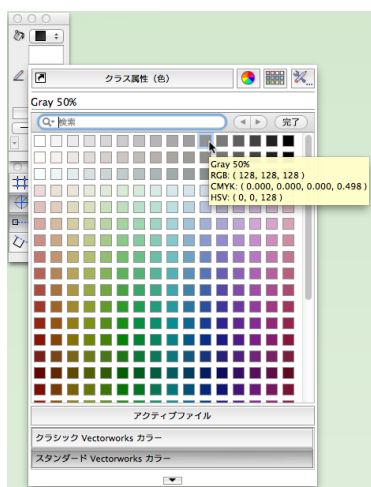 クラス属性（色）
Gray 50%
検索
完了
Gray 50%
RGB: ( 128, 128, 128 )
CMYK: ( 0.000, 0.000, 0.000, 0.498 )
HSV: ( 0, 0, 128 )
アクティブファイル
クラシック Vectorworks カラー
スタンダード Vectorworks カラー